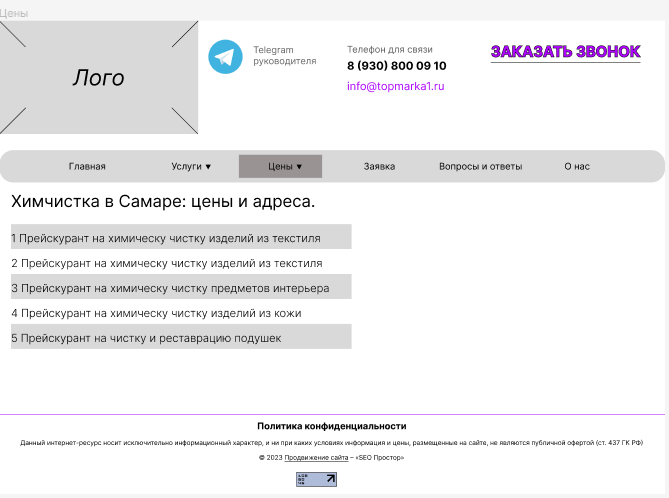 Цены
Лого
Telegram
руководителя
Телефон для связи
8 (930) 800 09 10
info@topmarka1.ru
ЗАКАЗАТЬ ЗВОНОК
Главная Услуги ▼ Цены ▼ Заявка Вопросы и ответы О нас
Химчистка в Самаре: цены и адреса.
1 Прейскурант на химическу чистку изделий из текстиля
2 Прейскурант на химическу чистку изделий из текстиля
3 Прейскурант на химическу чистку предметов интерьера
4 Прейскурант на химическу чистку изделий из кожи
5 Прейскурант на чистку и реставрацию подушек
Политика конфиденциальности
Данный интернет-ресурс носит исключительно информационный характер, и ни при каких условиях информация и цены, размещенные на сайте, не являются публичной офертой (ст. 437 ГК РФ)
© 2023 Продвижение сайта – «SEO Простор»